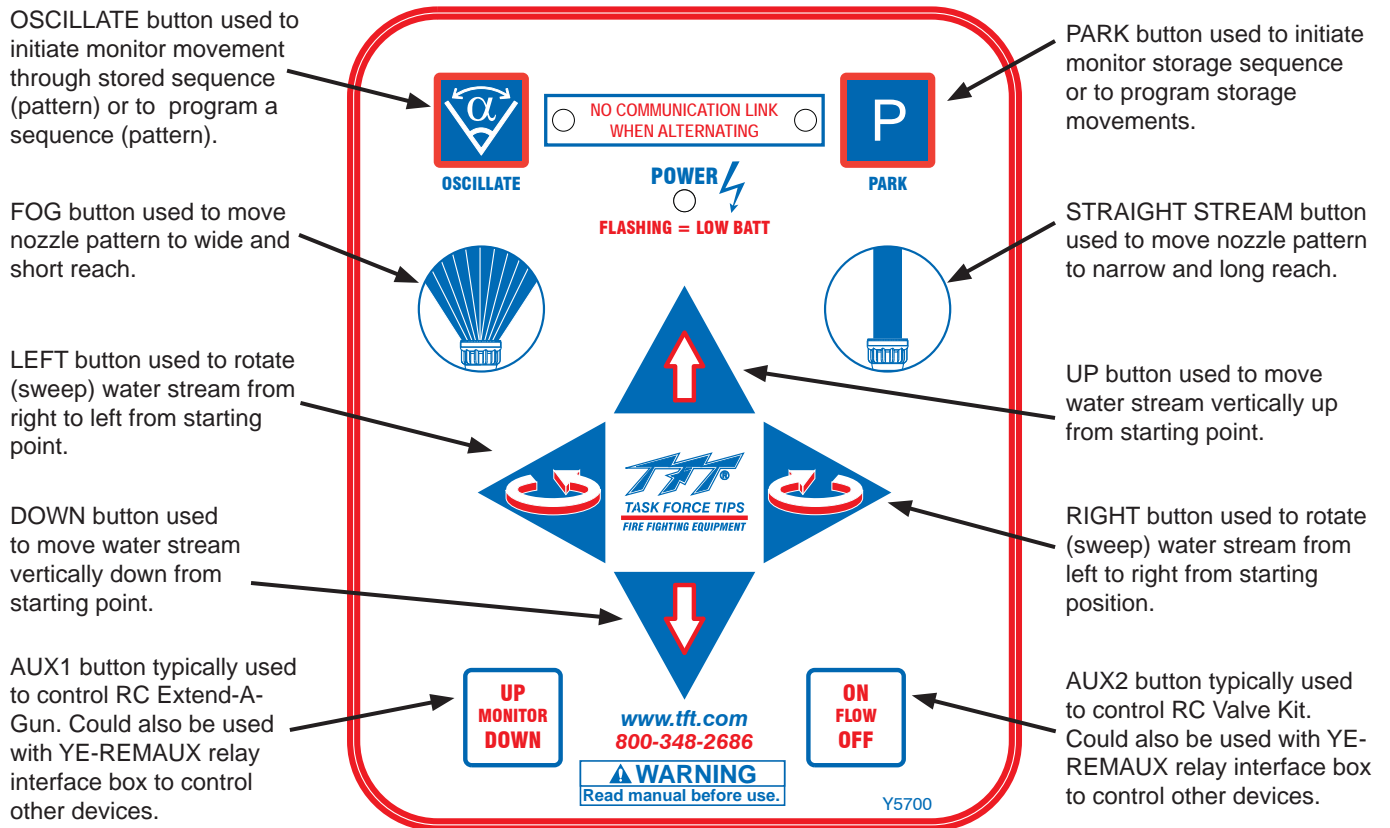 OSCILLATE button used to
initiate monitor movement
through stored sequence
(pattern) or to  program a
sequence (pattern).
FOG button used to move
nozzle pattern to wide and
short reach.
LEFT button used to rotate
(sweep) water stream from
right to left from starting
point.
DOWN button used
to move water stream
vertically down from
starting point.
AUX1 button typically used
to control RC Extend-A-
Gun. Could also be used
with YE-REMAUX relay
interface box to control
other devices.
α
OSCILLATE
NO COMMUNICATION LINK
WHEN ALTERNATING
P
PARK
POWER
FLASHING = LOW BATT
TFT®
TASK FORCE TIPS
FIRE FIGHTING EQUIPMENT
UP
MONITOR
DOWN
www.tft.com
800-348-2686
WARNING
Read manual before use.
ON
FLOW
OFF
Y5700
PARK button used to initiate
monitor storage sequence
or to program storage
movements.
STRAIGHT STREAM button
used to move nozzle pattern
to narrow and long reach.
UP button used to move
water stream vertically up
from starting point.
RIGHT button used to rotate
(sweep) water stream from
left to right from starting
position.
AUX2 button typically used
to control RC Valve Kit.
Could also be used with YE-
REMAUX relay interface box
to control other devices.